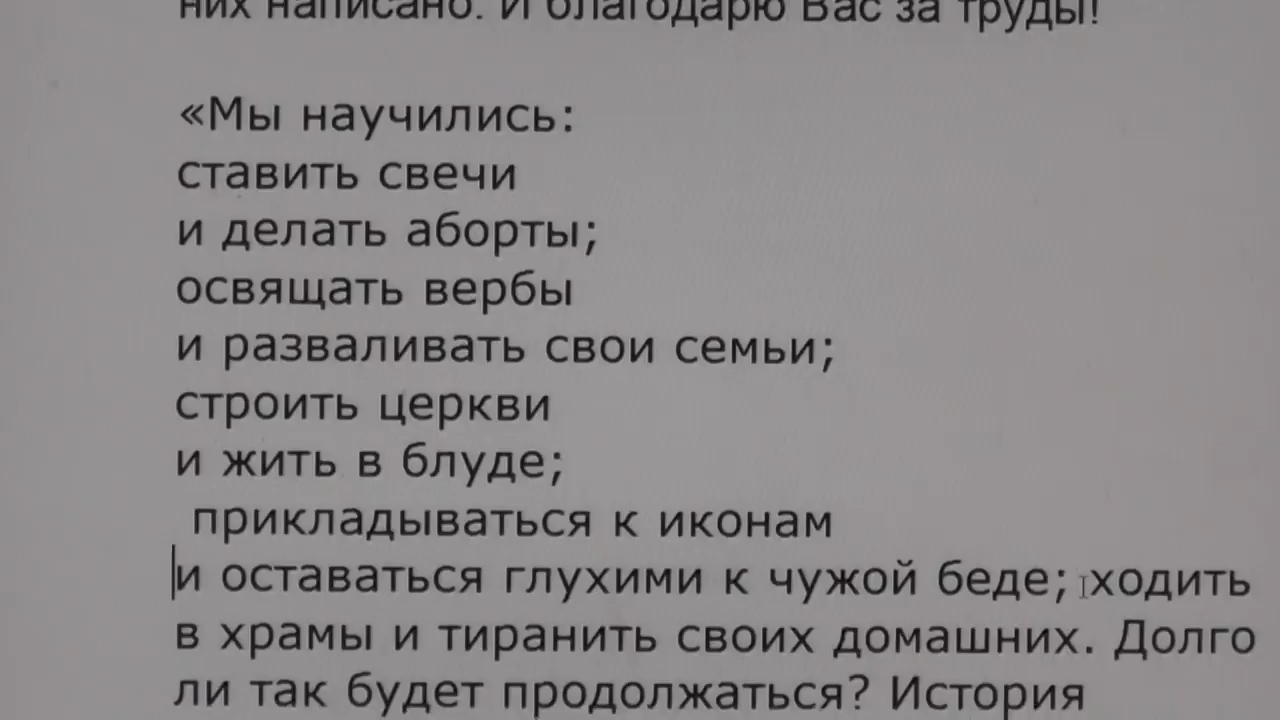 них написано. И благодарю Вас за труды!
«Мы научились:
ставить свечи
и делать аборты;
освящать вербы
и разваливать свои семьи;
строить церкви
и жить в блуде;
прикладываться к иконам
и оставаться глухими к чужой беде; ходить
в храмы и тиранить своих домашних. Долго
ли так будет продолжаться? История